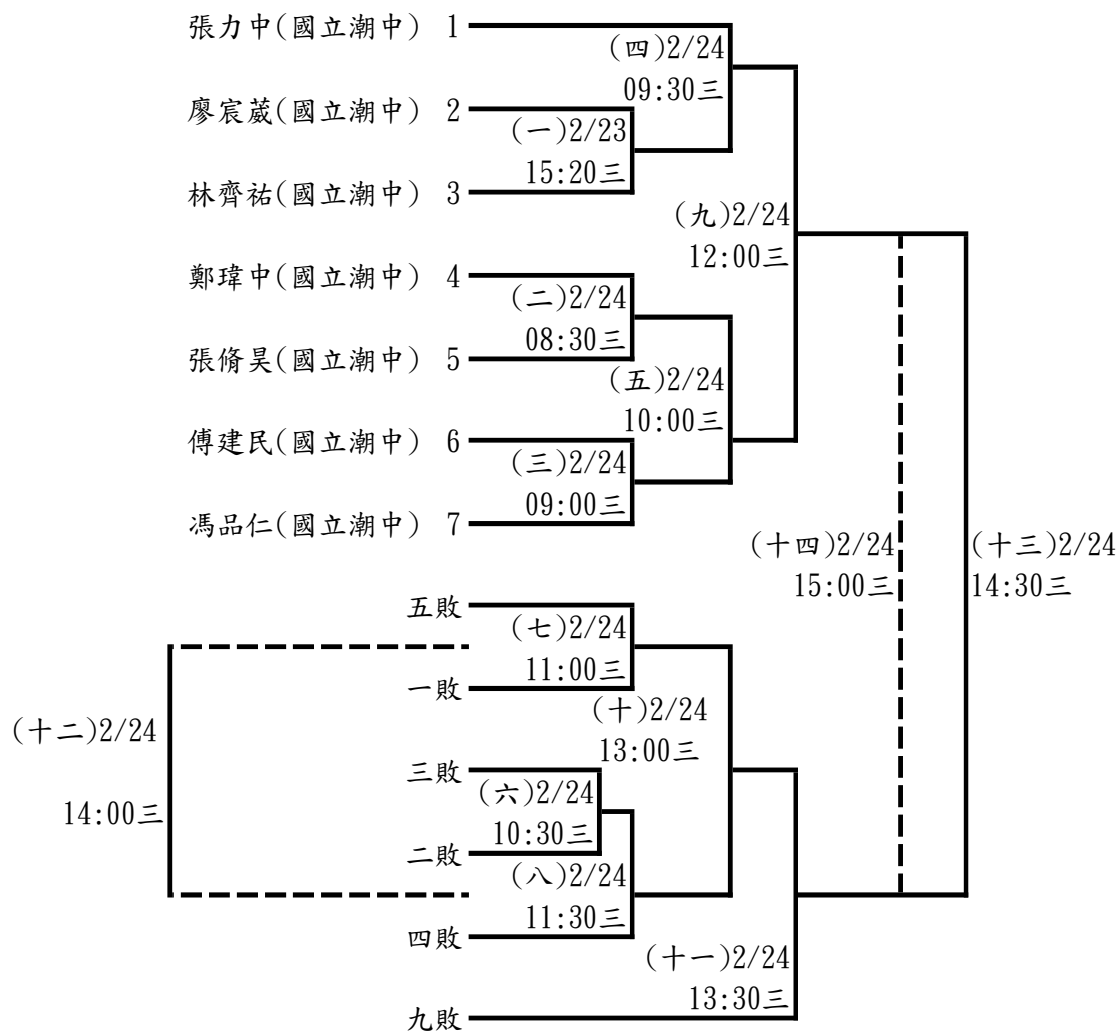 張力中(國立潮中) 1
(四)2/24
09:30三
廖宸葳(國立潮中) 2
(一)2/23
15:20三
林齊祐(國立潮中) 3
(九)2/24
12:00三
鄭瑋中(國立潮中) 4
(二)2/24
08:30三
張脩昊(國立潮中) 5
(五)2/24
10:00三
傅建民(國立潮中) 6
(三)2/24
09:00三
馮品仁(國立潮中) 7
(十四)2/24
15:00三
(十三)2/24
14:30三
五敗
(七)2/24
11:00三
一敗
(十)2/24
13:00三
(十二)2/24
14:00三
三敗
(六)2/24
10:30三
二敗
(八)2/24
11:30三
四敗
(十一)2/24
13:30三
九敗